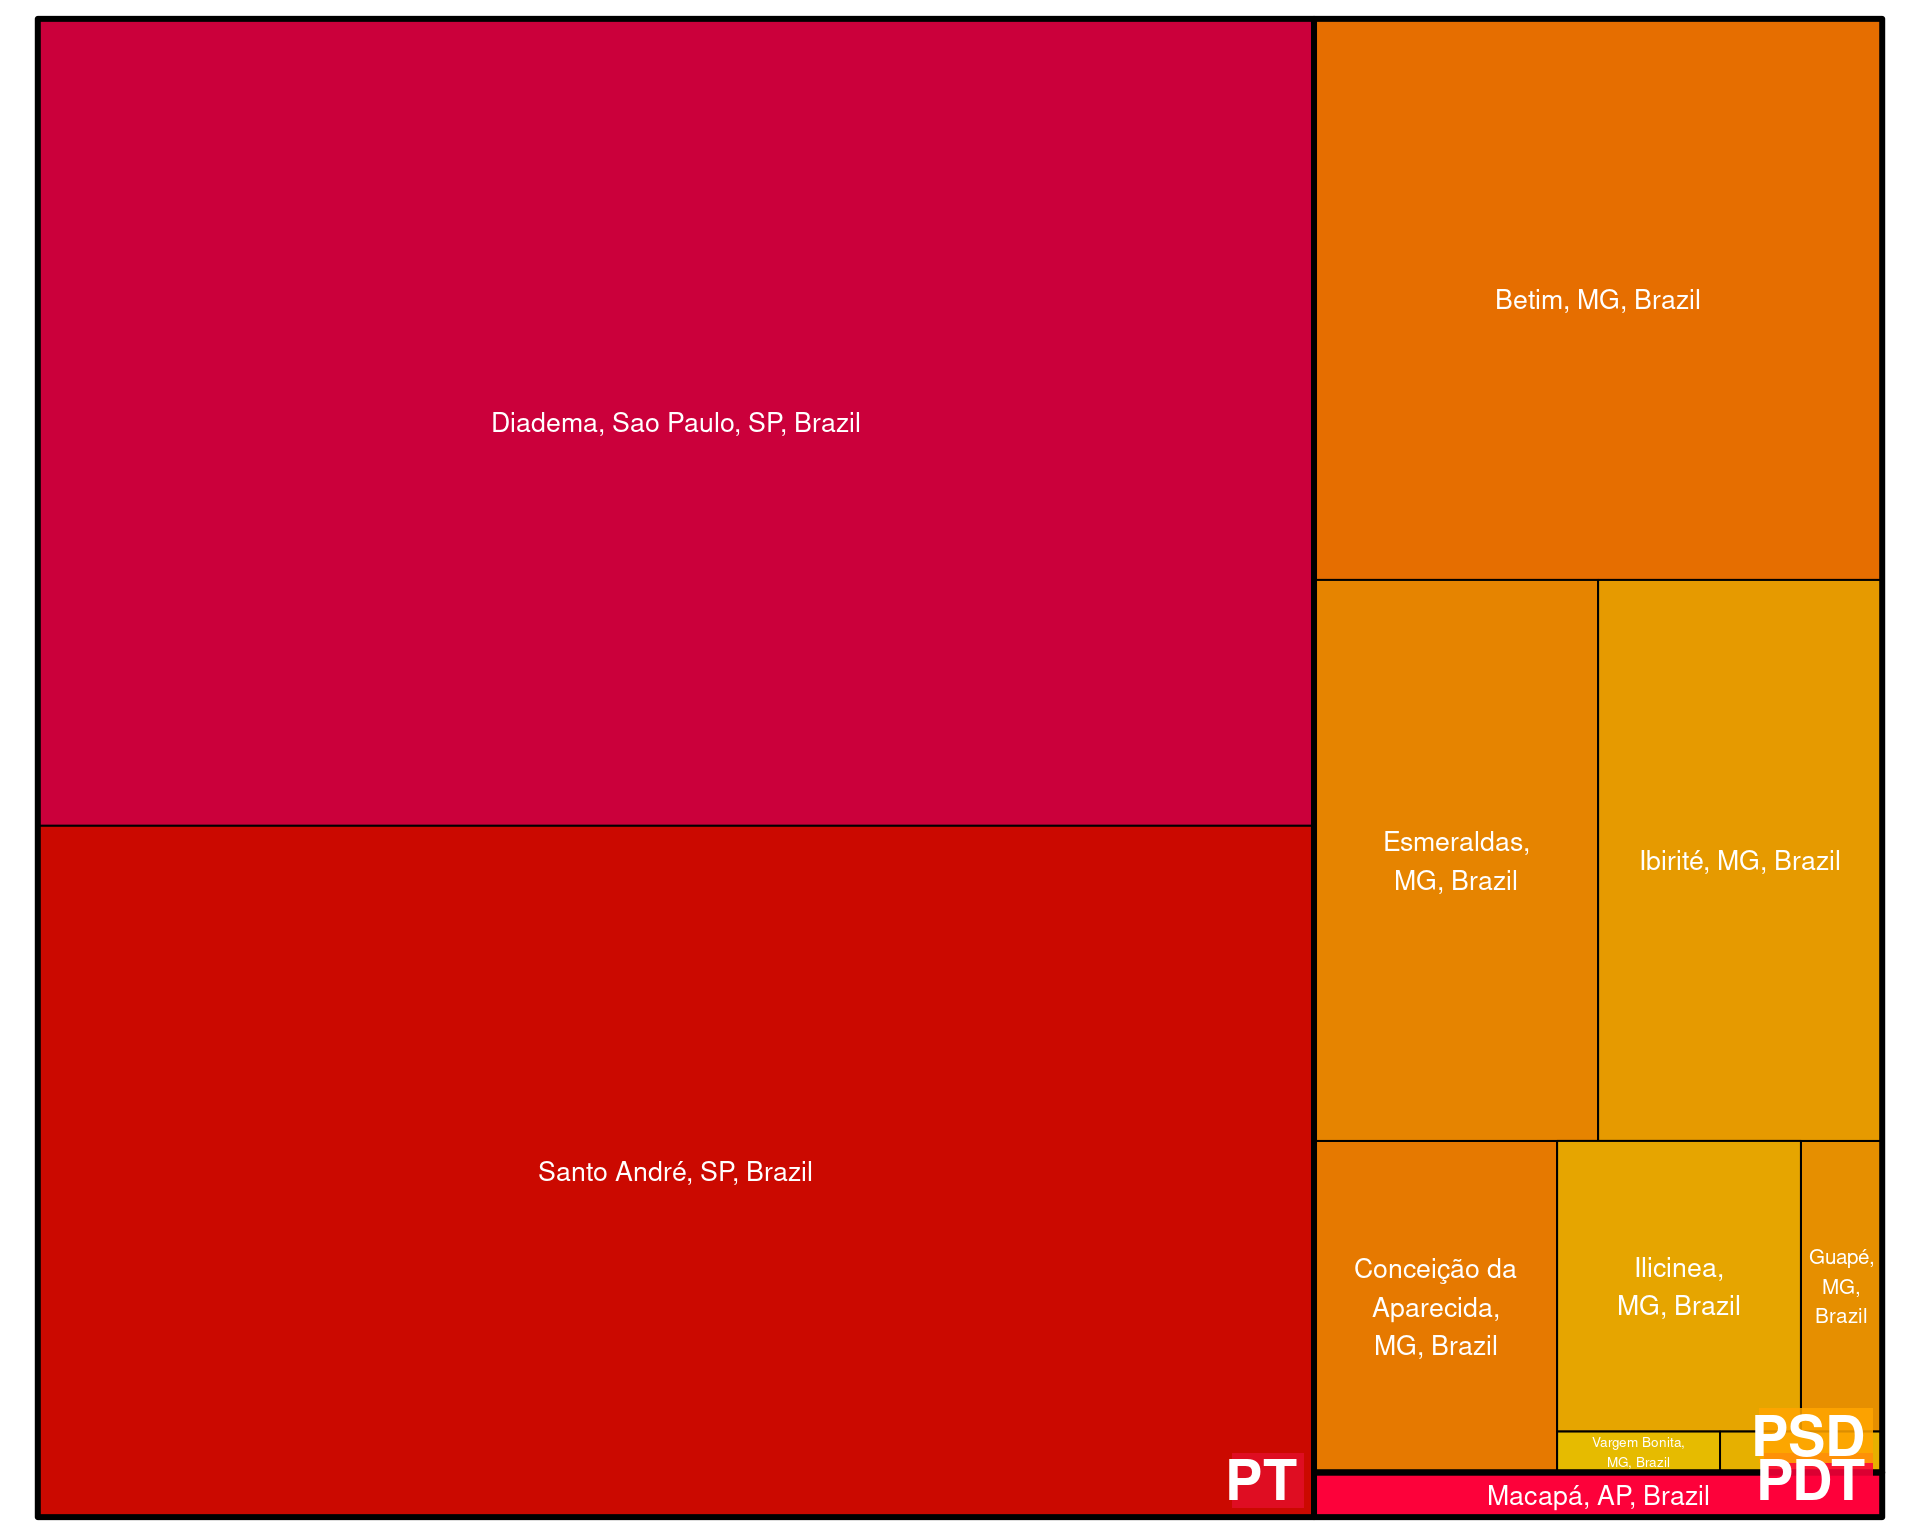 Diadema, Sao Paulo, SP, Brazil
Santo André, SP, Brazil
PT
Betim, MG, Brazil
Esmeraldas,
MG, Brazil
Ibirité, MG, Brazil
Conceição da
Aparecida,
MG, Brazil
Ilicinea,
MG, Brazil
Guapé,
MG,
Brazil
Vargem Bonita,
MG, Brazil
PSD
PDT
Macapá, AP, Brazil